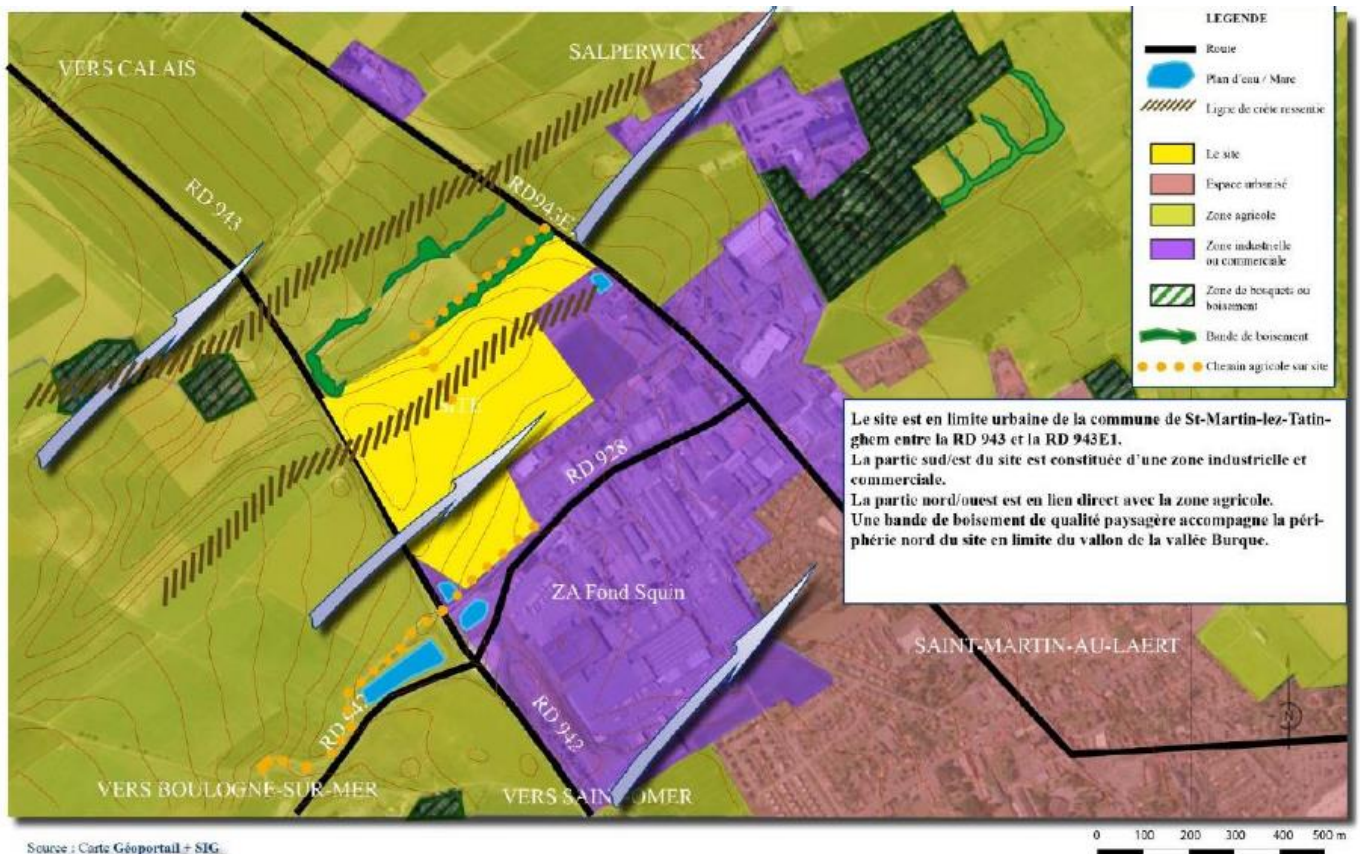 LEGENDE
Route
Plan d'eau / Mare
Ligne de crête ressentie
Le site
Espace urbanisé
Zone agricole
Zone industrielle
ou commerciale
Zone de bosquets ou
boisement
Bande de boisement
Chemin agricole sur site
VERS CALAIS
SALPERWICK
RD 943
RD943E1
SITE
RD 928
ZA Fond Squin
SAINT-MARTIN-AU-LAERT
RD 942
RD 942
VERS BOULOGNE-SUR-MER
VERS SAINT-OMER
N
Le site est en limite urbaine de la commune de St-Martin-lez-Tatin-
ghem entre la RD 943 et la RD 943E1.
La partie sud/est du site est constituée d'une zone industrielle et
commerciale.
La partie nord/ouest est en lien direct avec la zone agricole.
Une bande de boisement de qualité paysagère accompagne la péri-
phérie nord du site en limite du vallon de la vallée Burque.
Source : Carte Géoportail + SIG
0 100 200 300 400 500 m